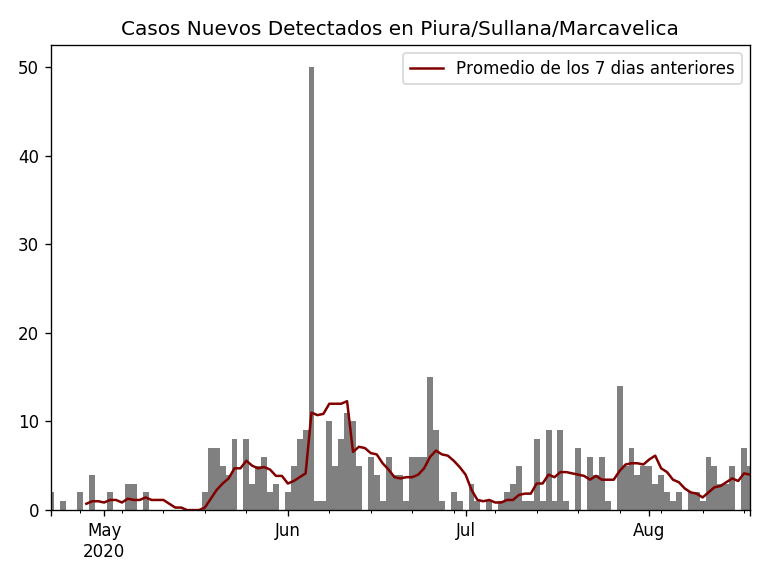 Casos Nuevos Detectados en Piura/Sullana/Marcavelica
Promedio de los 7 dias anteriores
50
40
30
20
10
0
May
2020
Jun
Jul
Aug